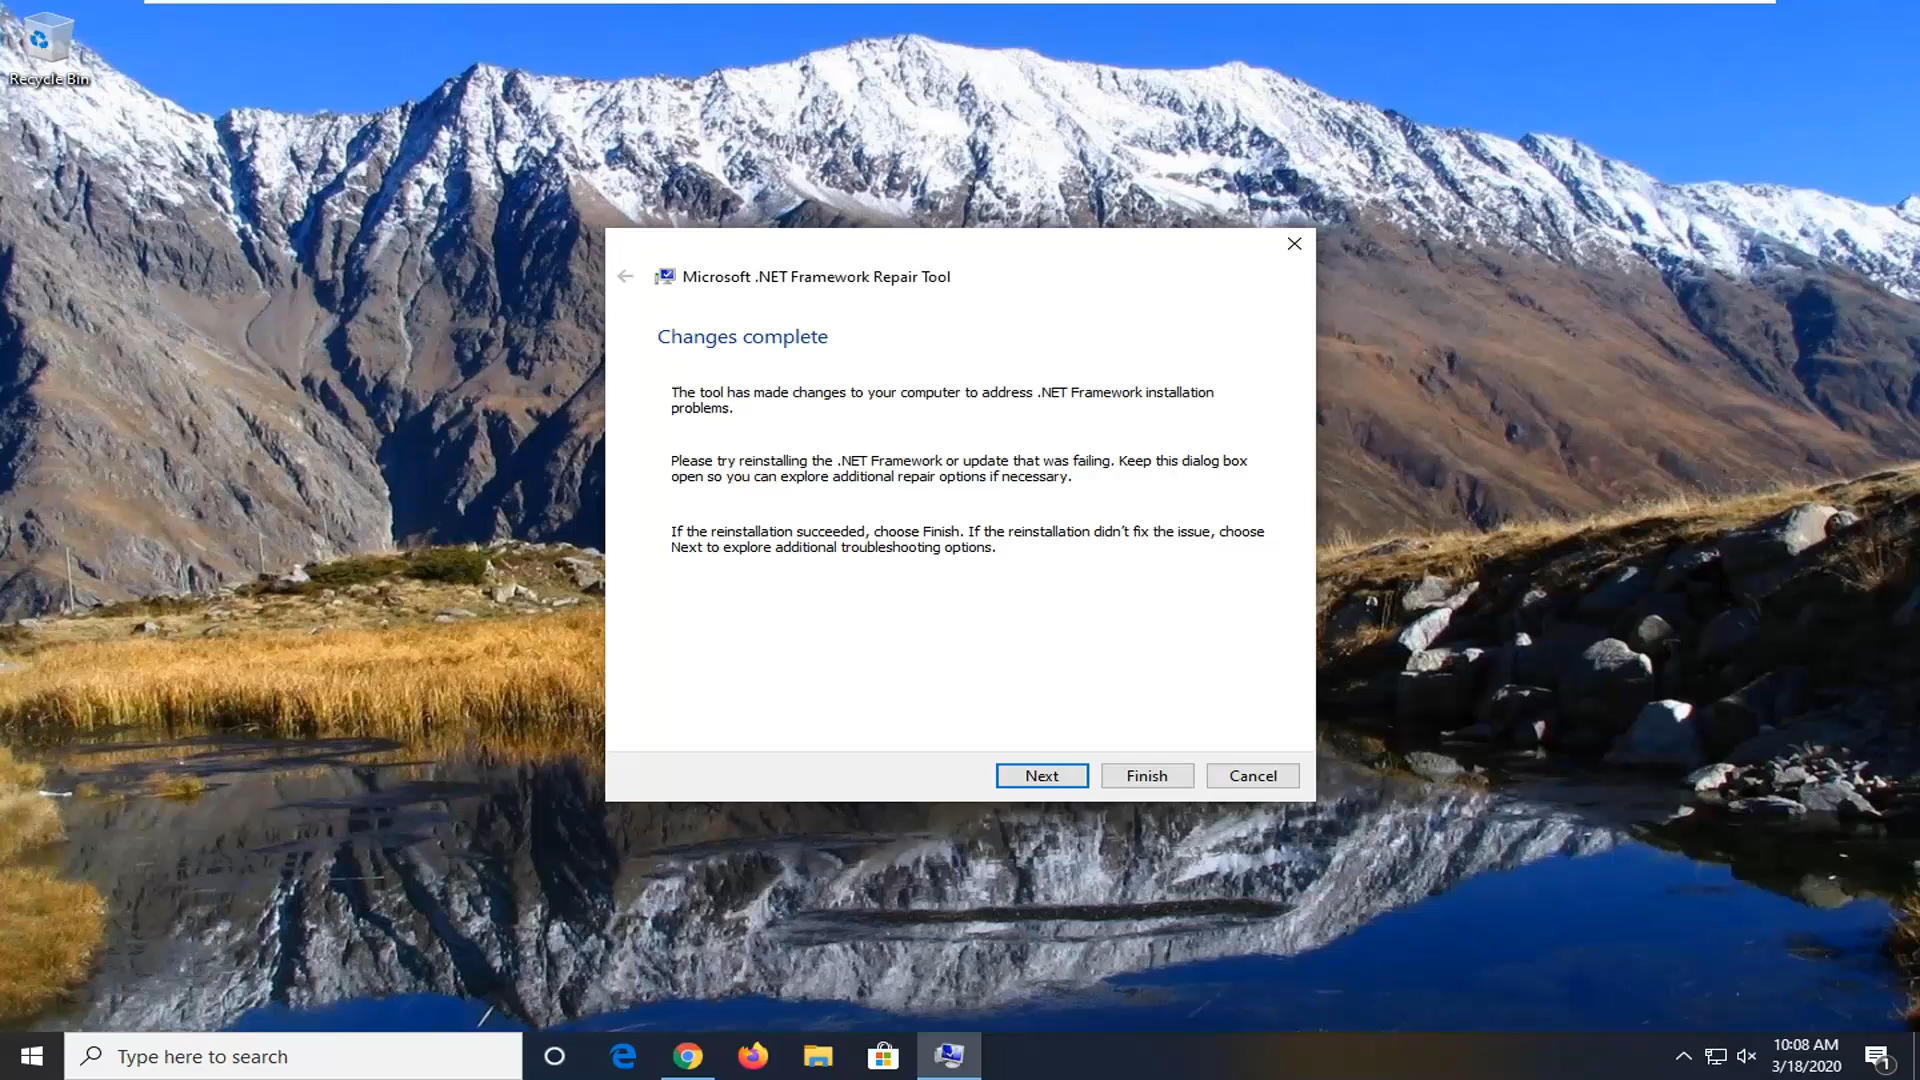 Recycle Bin
Microsoft .NET Framework Repair Tool
Changes complete
The tool has made changes to your computer to address .NET Framework installation
problems.
Please try reinstalling the .NET Framework or update that was failing. Keep this dialog box
open so you can explore additional repair options if necessary.
If the reinstallation succeeded, choose Finish. If the reinstallation didn't fix the issue, choose
Next to explore additional troubleshooting options.
Next Finish Cancel
Type here to search
10:08 AM
3/18/2020
1